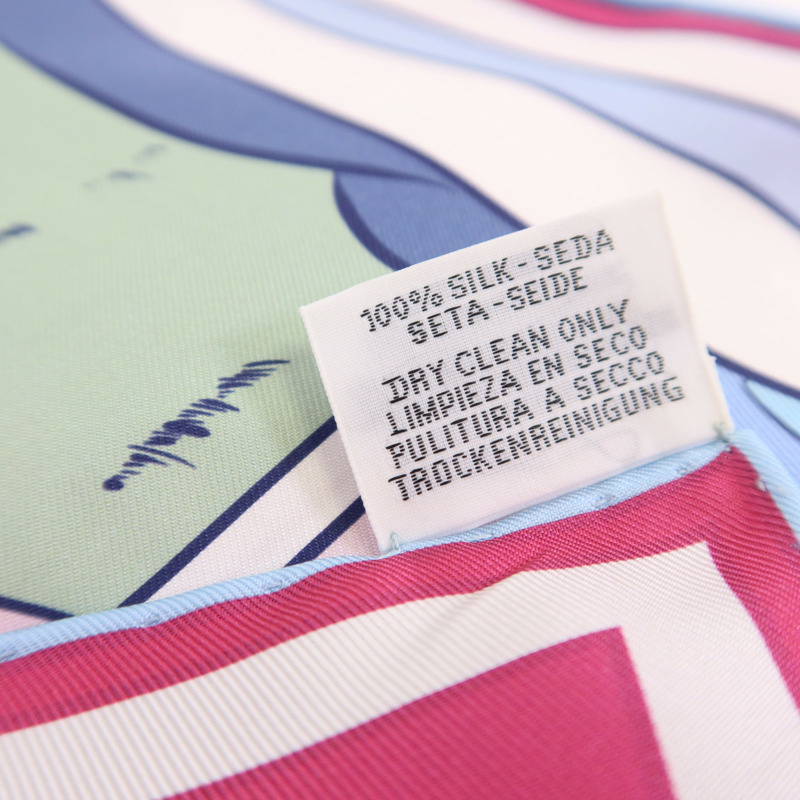 100% SILK-SEDA
SETA-SEIDE
DRY CLEAN ONLY
LIMPIEZA EN SECO
PULITURA A SECCO
TROCKENREINIGUNG